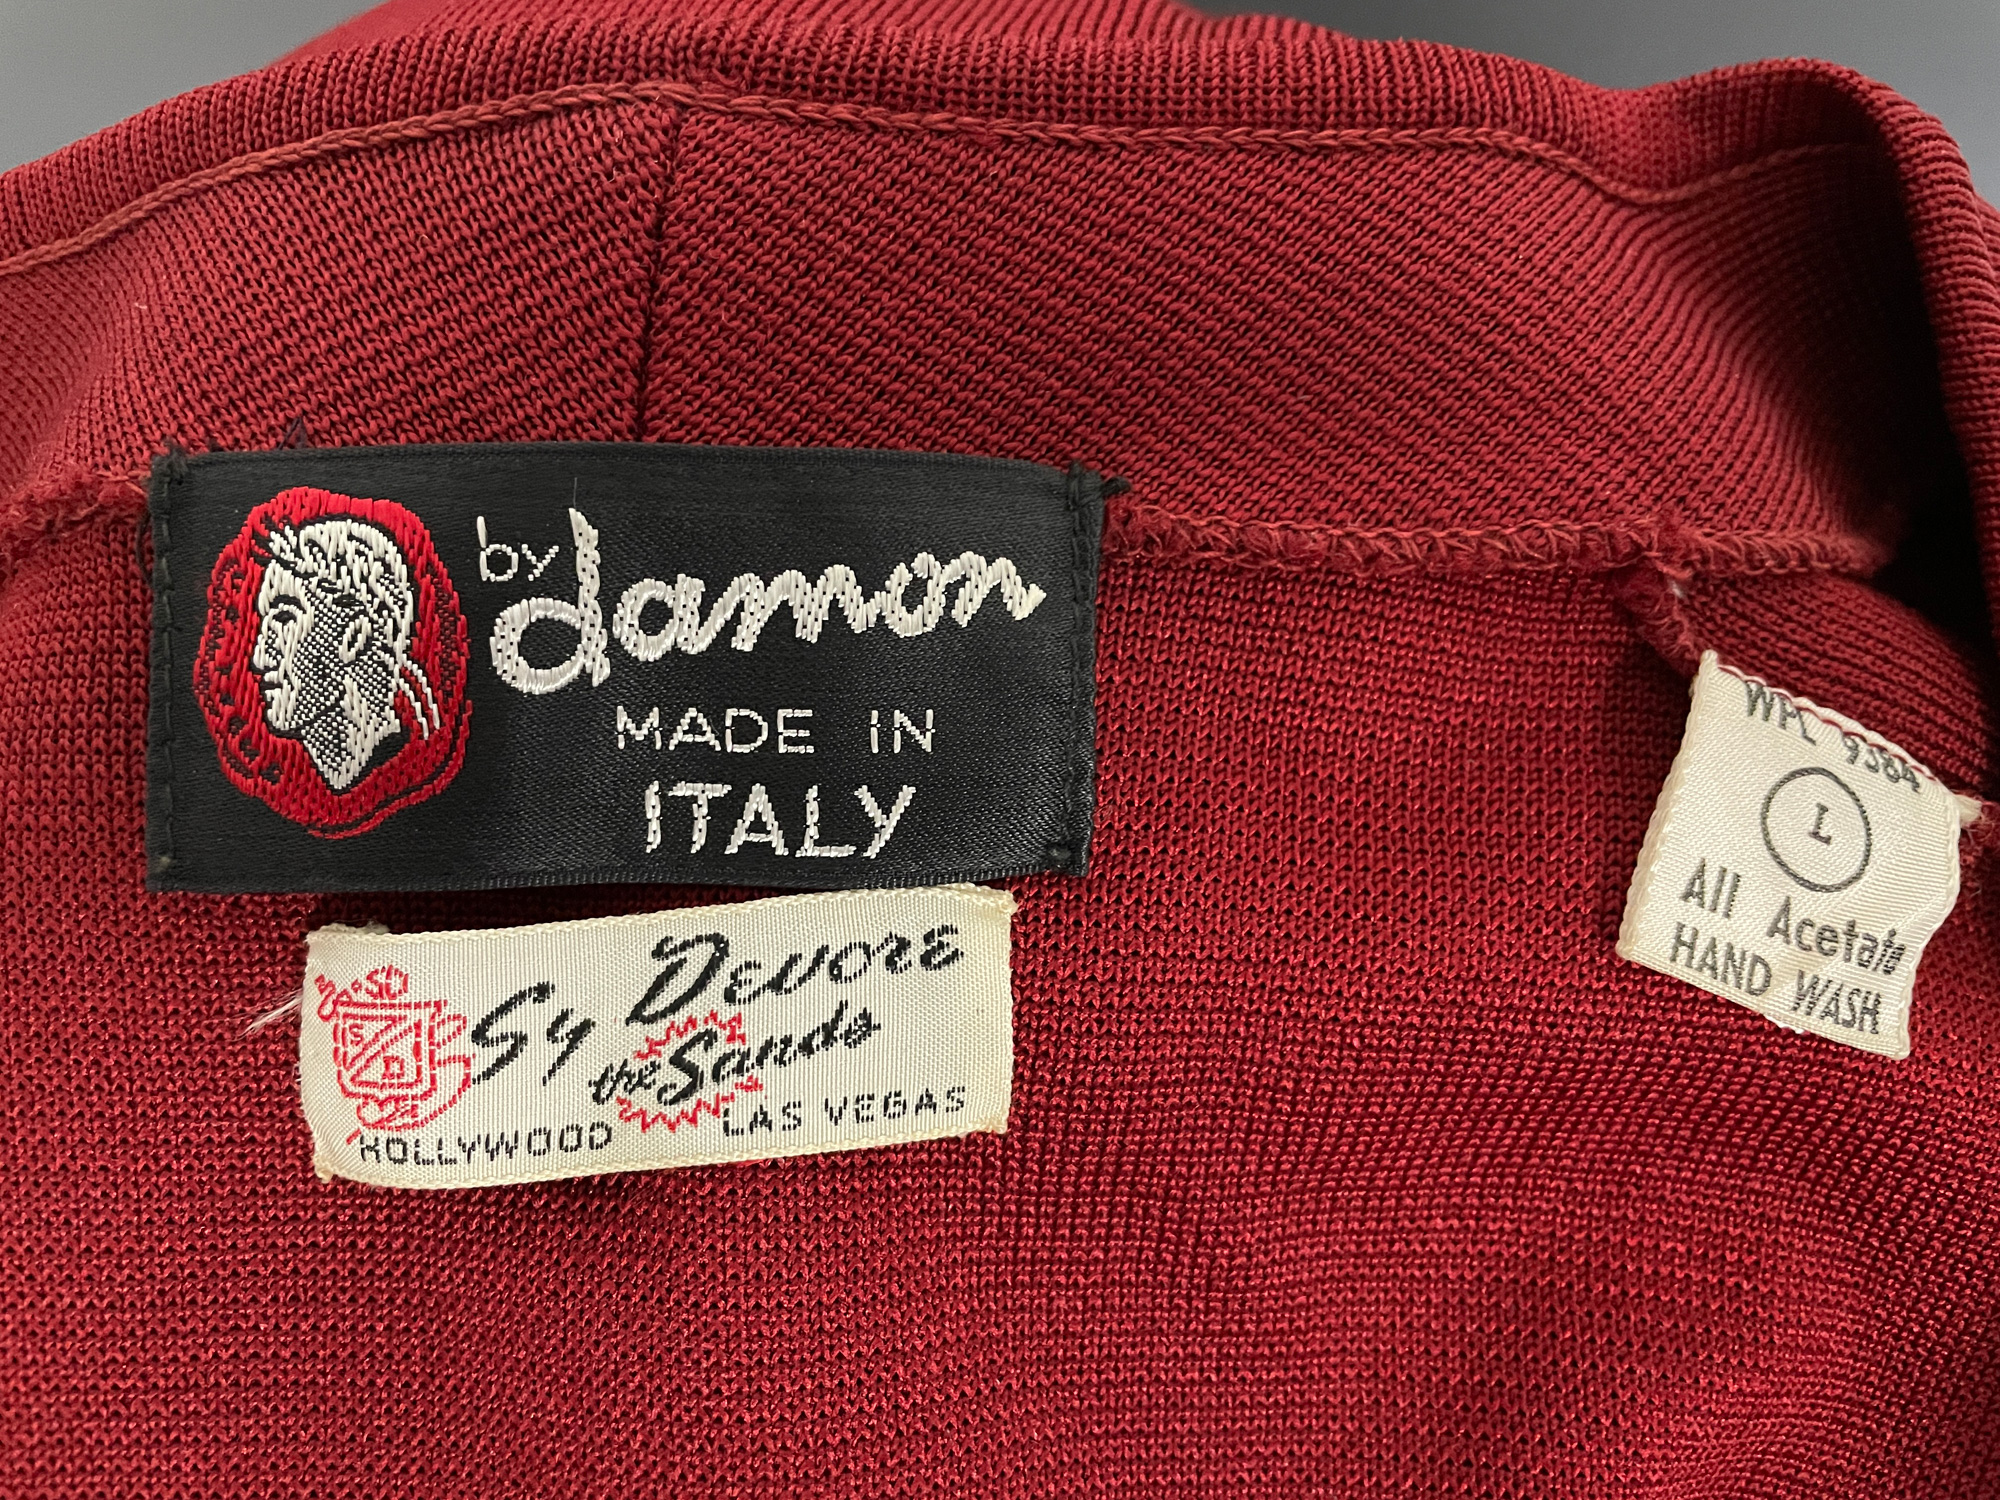 by damon
MADE IN
ITALY
Sy DEVORE
the Sands
HOLLYWOOD LAS VEGAS
S
D
WPL 9384
L
All Acetate
HAND WASH